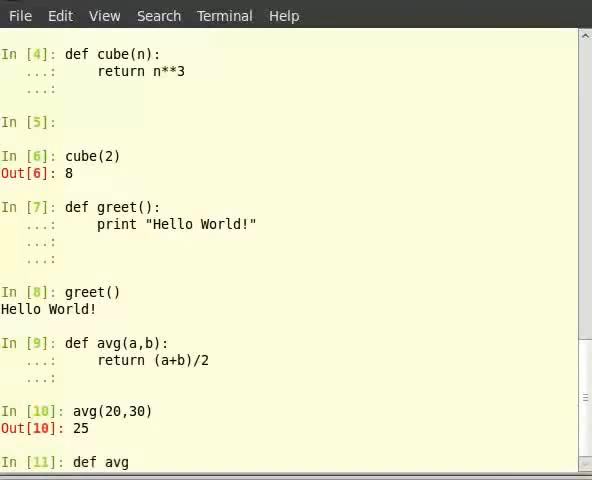 File Edit View Search Terminal Help
In [4]: def cube(n):
...: return n**3
...:
In [5]:
In [6]: cube(2)
Out[6]: 8
In [7]: def greet():
...: print "Hello World!"
...:
...:
In [8]: greet()
Hello World!
In [9]: def avg(a,b):
...: return (a+b)/2
...:
In [10]: avg(20,30)
Out[10]: 25
In [11]: def avg